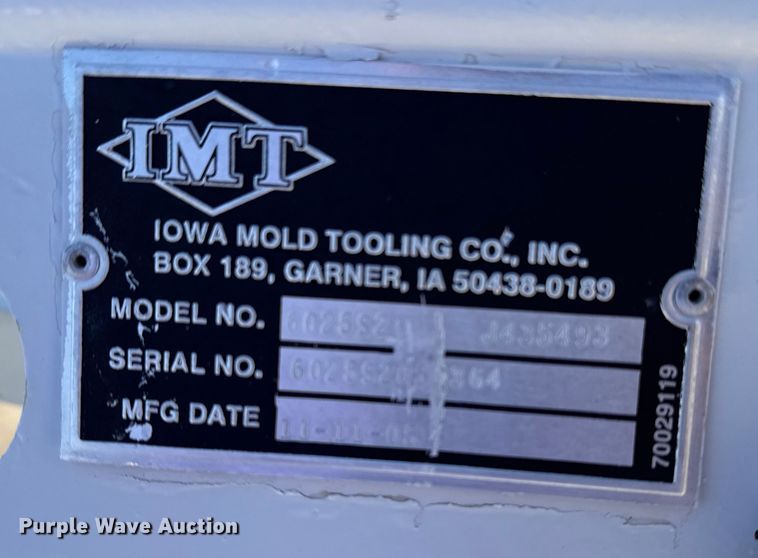 IMT
IOWA MOLD TOOLING CO., INC.
BOX 189, GARNER, IA 50438-0189
MODEL NO. J435493
SERIAL NO.
MFG DATE
70029119
Purple Wave Auction